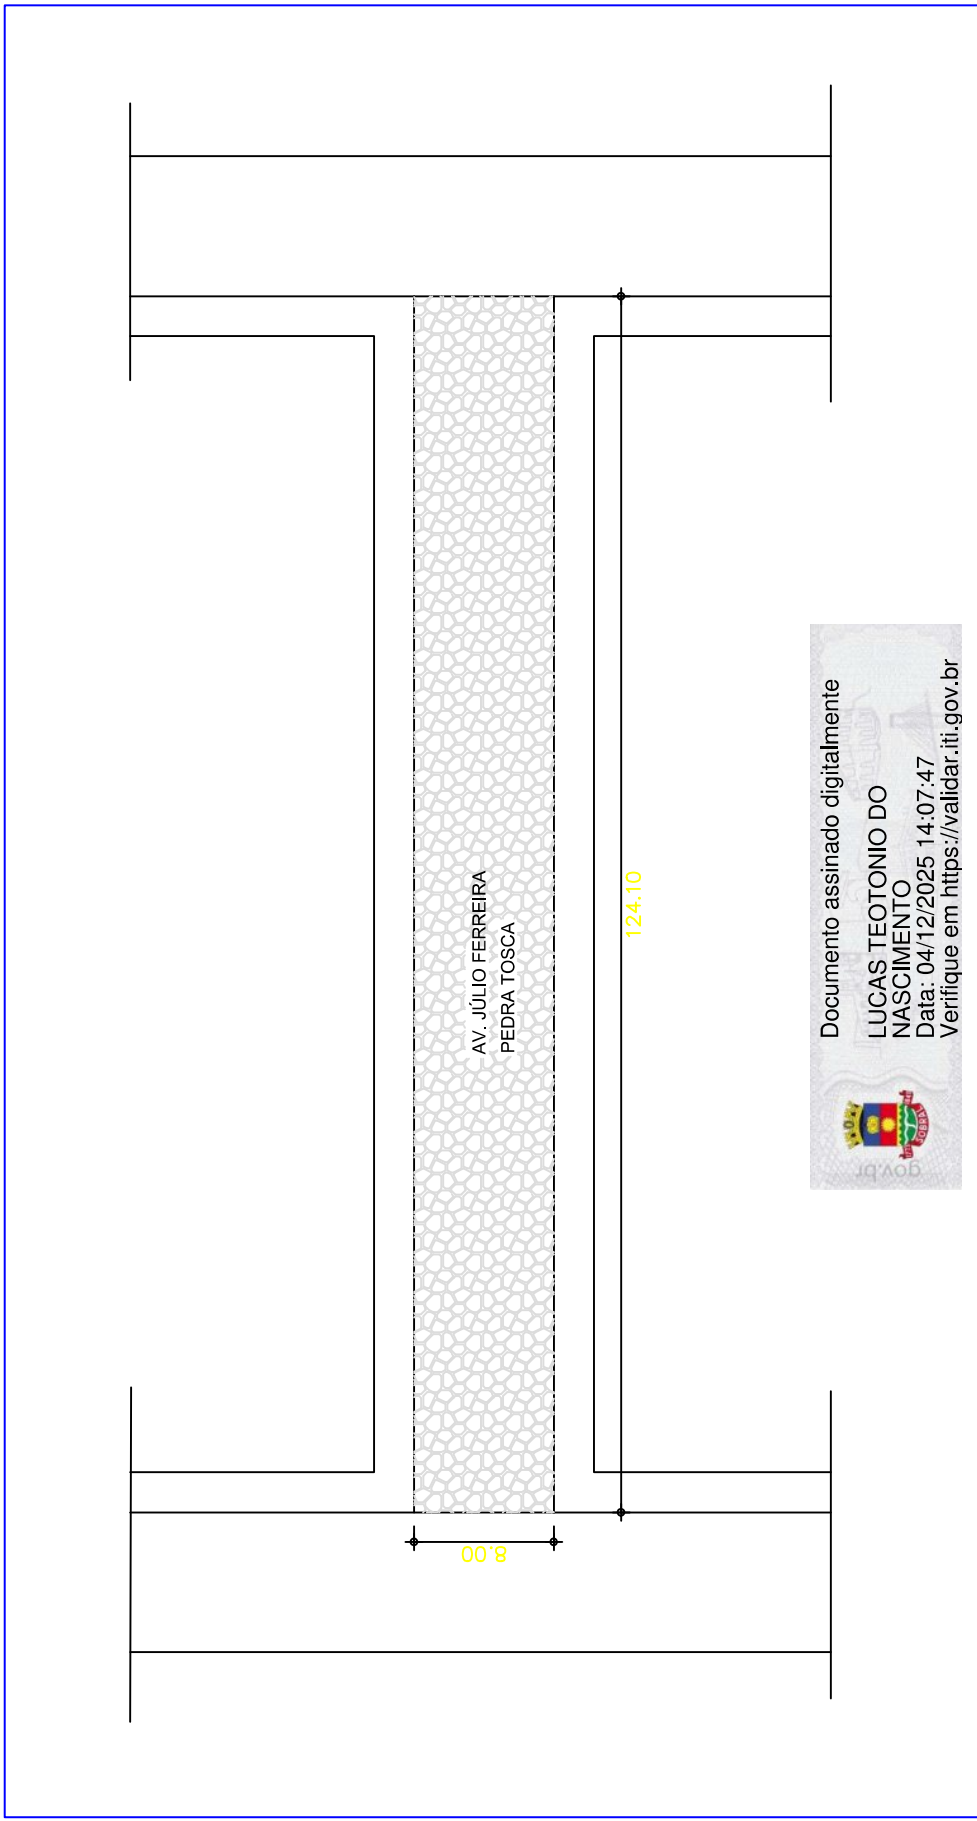 AV. JÚLIO FERREIRA
PEDRA TOSCA
124.10
8.00
Documento assinado digitalmente
LUCAS TEOTONIO DO
NASCIMENTO
Data: 04/12/2025 14:07:47
Verifique em https://validar.iti.gov.br
gov.br
SOBRAL